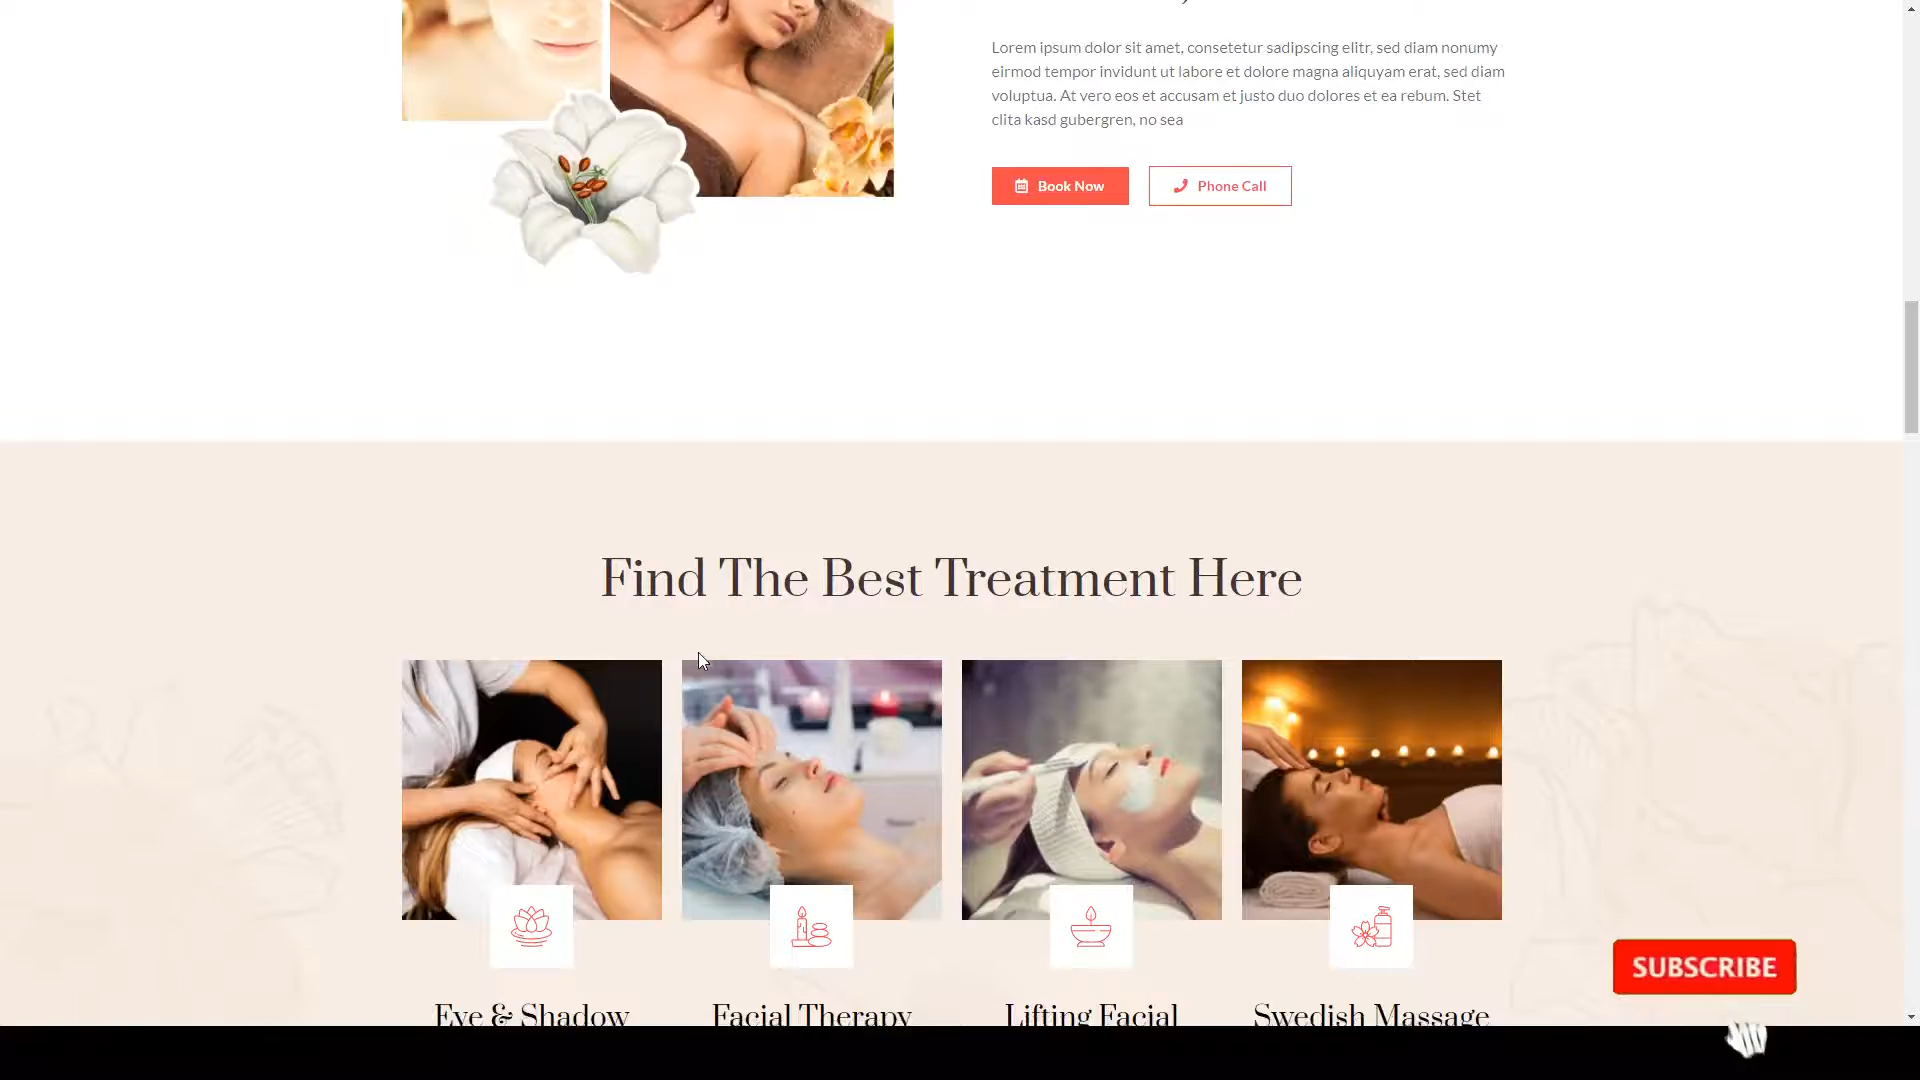 Lorem ipsum dolor sit amet, consetetur sadipscing elitr, sed diam nonumy
eirmod tempor invidunt ut labore et dolore magna aliquyam erat, sed diam
voluptua. At vero eos et accusam et justo duo dolores et ea rebum. Stet
clita kasd gubergren, no sea
Book Now
Phone Call
Find The Best Treatment Here
Eye & Shadow
Facial Therapy
Lifting Facial
Swedish Massage
SUBSCRIBE